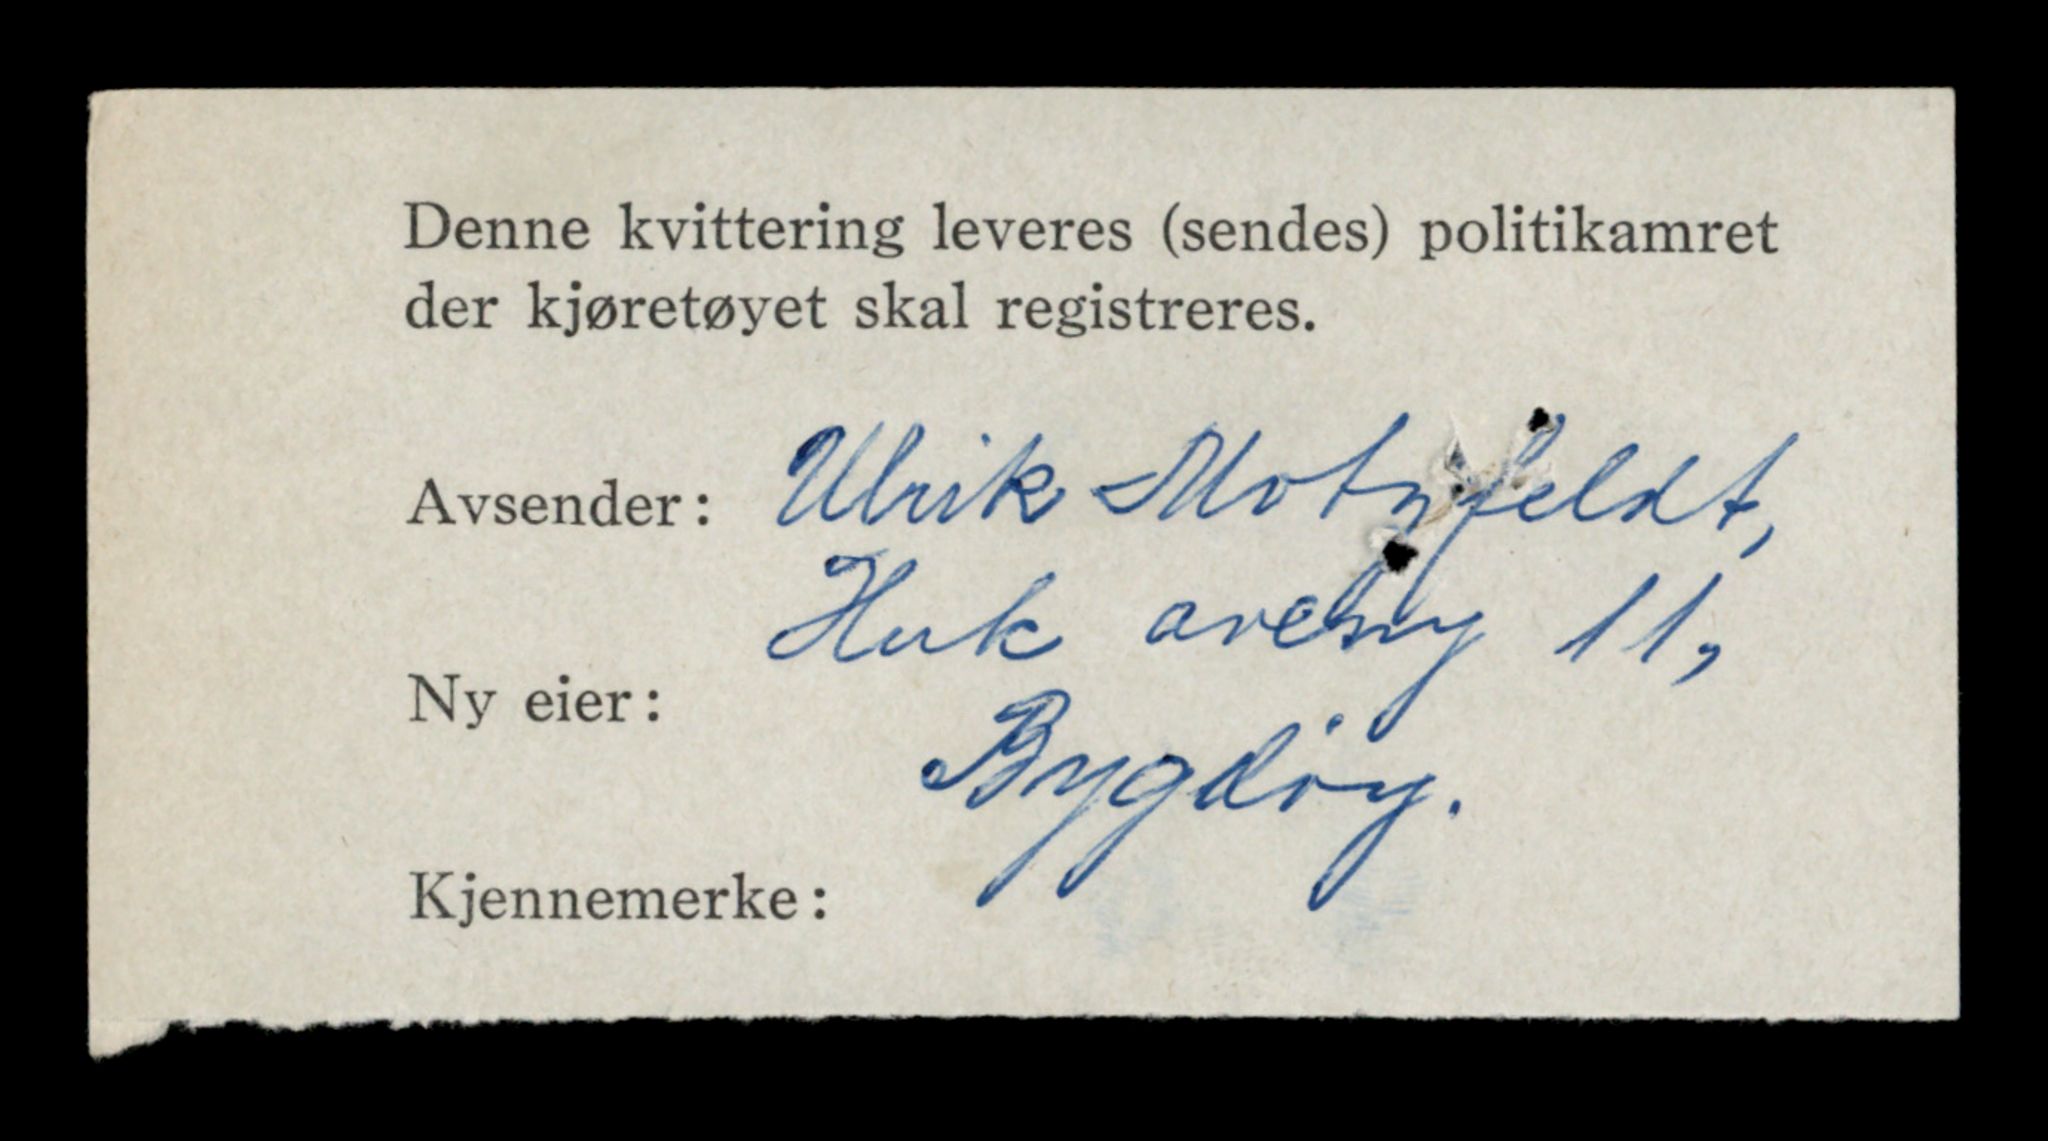 Denne kvittering leveres (sendes) politikamret
der kjøretøyet skal registreres.
Avsender: Ulrik Motzfeldt,
Huk aveny 11,
Ny eier:
Bygdöy.
Kjennemerke: